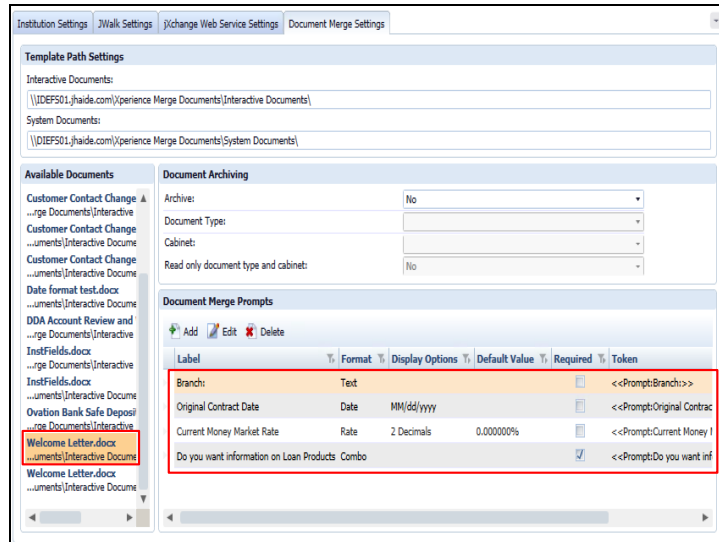 Institution Settings JWalk Settings jXchange Web Service Settings Document Merge Settings
Template Path Settings
Interactive Documents:
\\IDEFS01.jhaide.com\Xperience Merge Documents\Interactive Documents\
System Documents:
\\DIEFS01.jhaide.com\Xperience Merge Documents\System Documents\
Available Documents
Customer Contact Change
...rge Documents\Interactive
Customer Contact Change
...uments\Interactive Docume
Customer Contact Change
...uments\Interactive Docume
Date format test.docx
...uments\Interactive Docume
DDA Account Review and
...rge Documents\Interactive
InstFields.docx
...rge Documents\Interactive
InstFields.docx
...uments\Interactive Docume
Ovation Bank Safe Deposi
...rge Documents\Interactive
Welcome Letter.docx
...uments\Interactive Docume
Welcome Letter.docx
...uments\Interactive Docume
Document Archiving
Archive: No
Document Type:
Cabinet:
Read only document type and cabinet: No
Document Merge Prompts
Add Edit Delete
Label Format Display Options Default Value Required Token
Branch: Text <<Prompt:Branch:>>
Original Contract Date Date MM/dd/yyyy <<Prompt:Original Contrac
Current Money Market Rate Rate 2 Decimals 0.000000% <<Prompt:Current Money
Do you want information on Loan Products Combo <<Prompt:Do you want inf